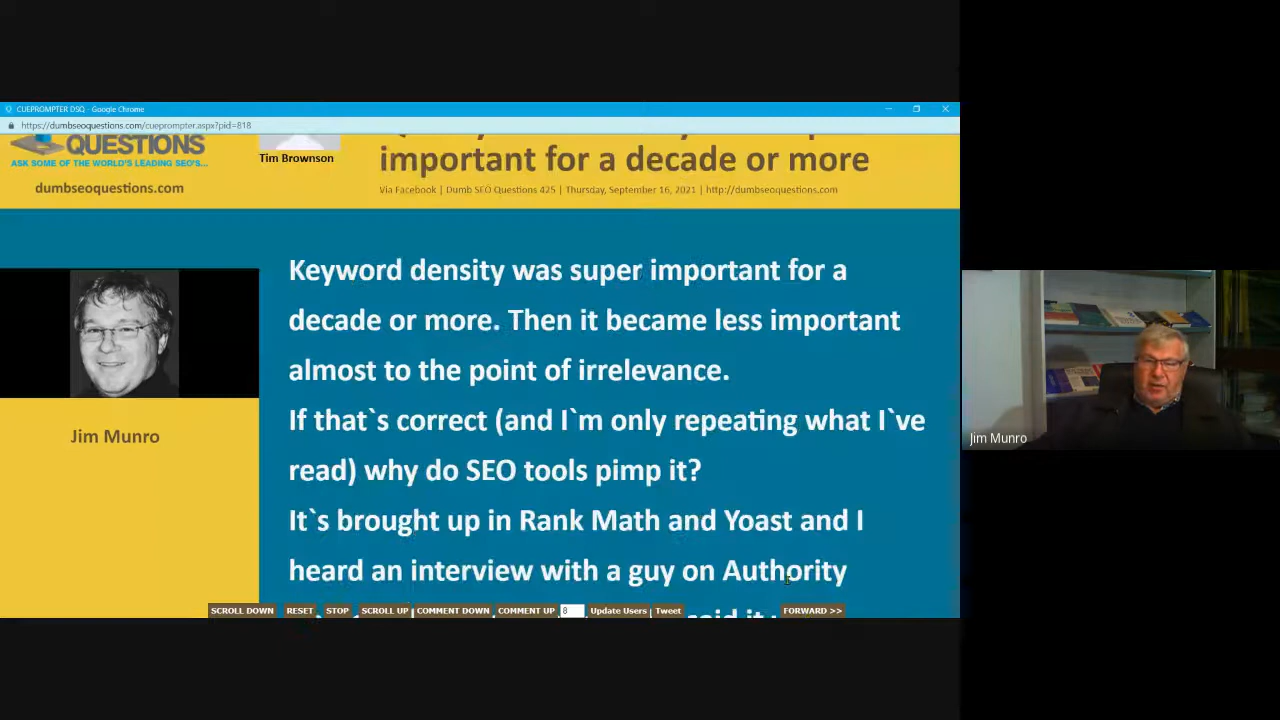 CUEPROMPTER DSQ - Google Chrome
https://dumbseoquestions.com/cueprompter.aspx?pid=818
QUESTIONS
ASK SOME OF THE WORLD'S LEADING SEO'S...
dumbseoquestions.com
Tim Brownson
important for a decade or more
Via Facebook | Dumb SEO Questions 425 | Thursday, September 16, 2021 | http://dumbseoquestions.com
Jim Munro
Keyword density was super important for a
decade or more. Then it became less important
almost to the point of irrelevance.
If that`s correct (and I`m only repeating what I`ve
read) why do SEO tools pimp it?
It`s brought up in Rank Math and Yoast and I
heard an interview with a guy on Authority
said it
SCROLL DOWN RESET STOP SCROLL UP COMMENT DOWN COMMENT UP 8 Update Users Tweet FORWARD >>
Jim Munro